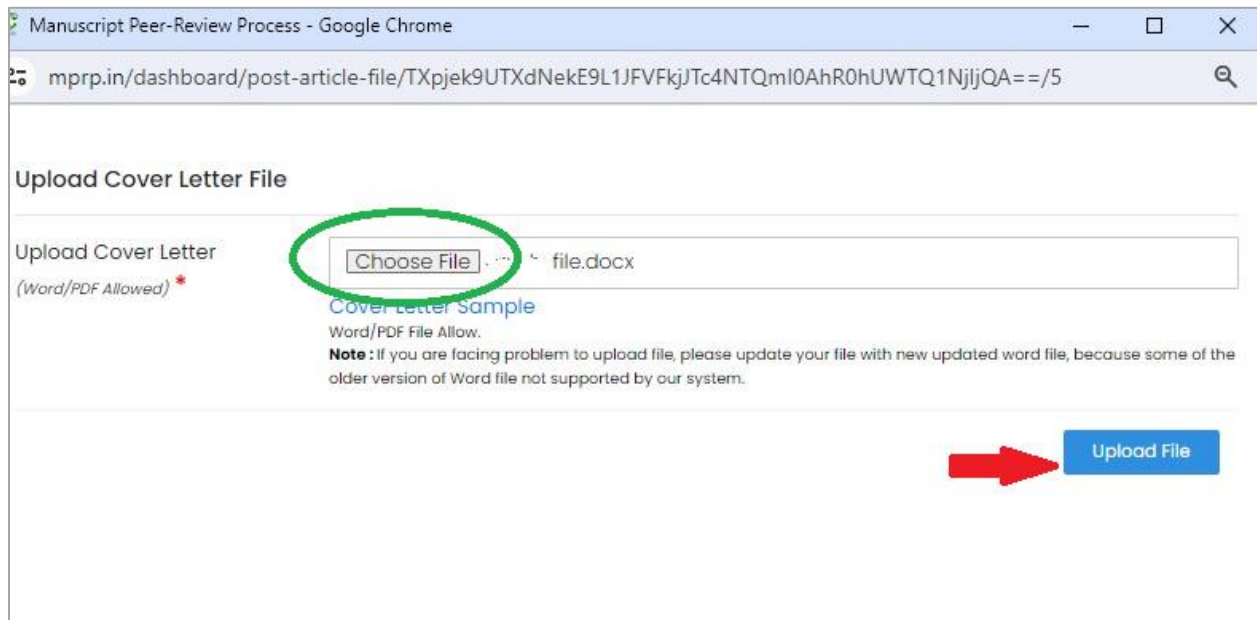 Manuscript Peer-Review Process - Google Chrome
mprp.in/dashboard/post-article-file/TXpjek9UTXdNekE9L1JFVFkjJTc4NTQmI0AhR0hUWTQ1NjIjQA==/5
Upload Cover Letter File
Upload Cover Letter
(Word/PDF Allowed) *
Choose File file.docx
Cover Letter Sample
Word/PDF File Allow.
Note : If you are facing problem to upload file, please update your file with new updated word file, because some of the
older version of Word file not supported by our system.
Upload File